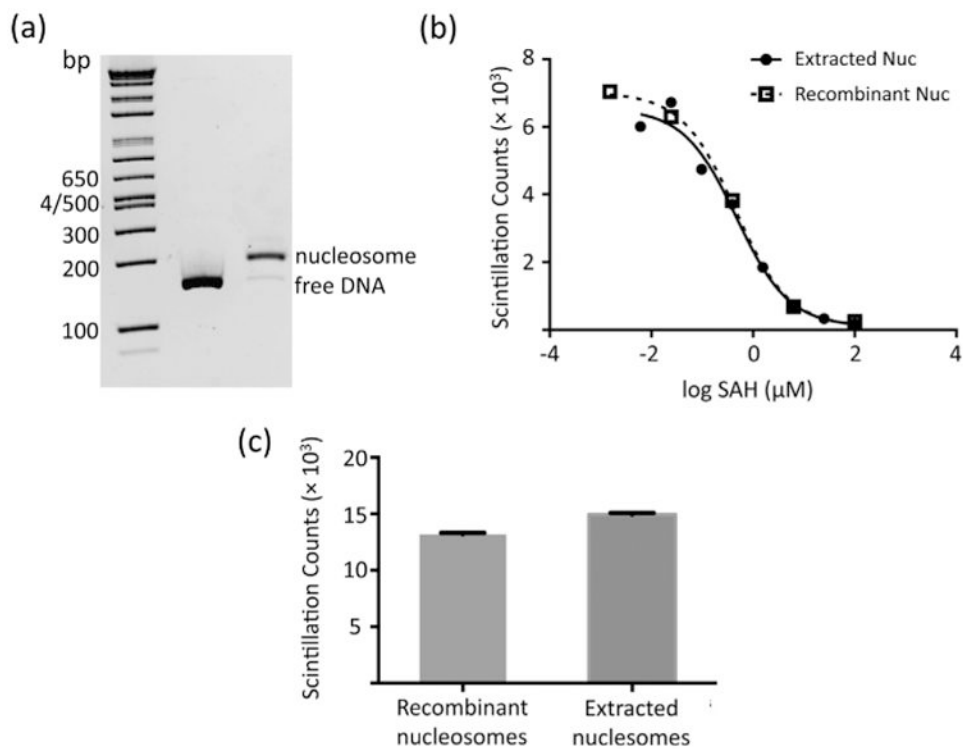 (a)
bp
650
4/500
300
200
100
nucleosome
free DNA
(b)
Scintillation Counts (× 10³)
8
6
4
2
-4
-2
0
2
4
log SAH (µM)
Extracted Nuc
Recombinant Nuc
(c)
Scintillation Counts (× 10³)
20
15
10
5
Recombinant
nucleosomes
Extracted
nuclesomes